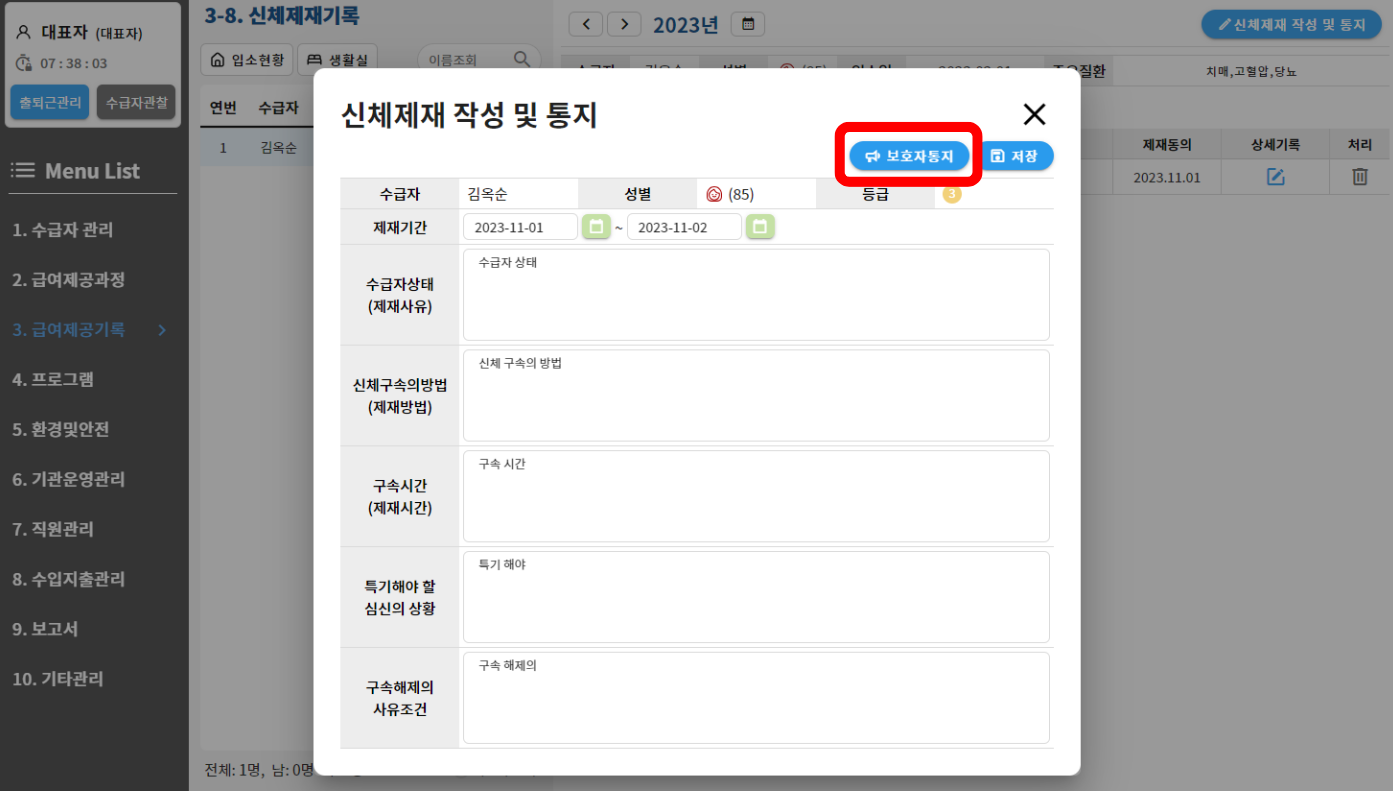 대표자 (대표자)
07 : 38 : 03
출퇴근관리 수급자관찰
Menu List
1. 수급자 관리
2. 급여제공과정
3. 급여제공기록
4. 프로그램
5. 환경및안전
6. 기관운영관리
7. 직원관리
8. 수입지출관리
9. 보고서
10. 기타관리
3-8. 신체제재기록
입소현황 생활실 이름조회
연번 수급자
1 김옥순
전체: 1명, 남: 0명
2023년
신체제재 작성 및 통지
치매,고혈압,당뇨
제재동의 상세기록 처리
2023.11.01
신체제재 작성 및 통지
보호자통지 저장
수급자 김옥순 성별 (85) 등급 3
제재기간 2023-11-01 ~ 2023-11-02
수급자상태
(제재사유)
수급자 상태
신체구속의방법
(제재방법)
신체 구속의 방법
구속시간
(제재시간)
구속 시간
특기해야 할
심신의 상황
특기 해야
구속해제의
사유조건
구속 해제의